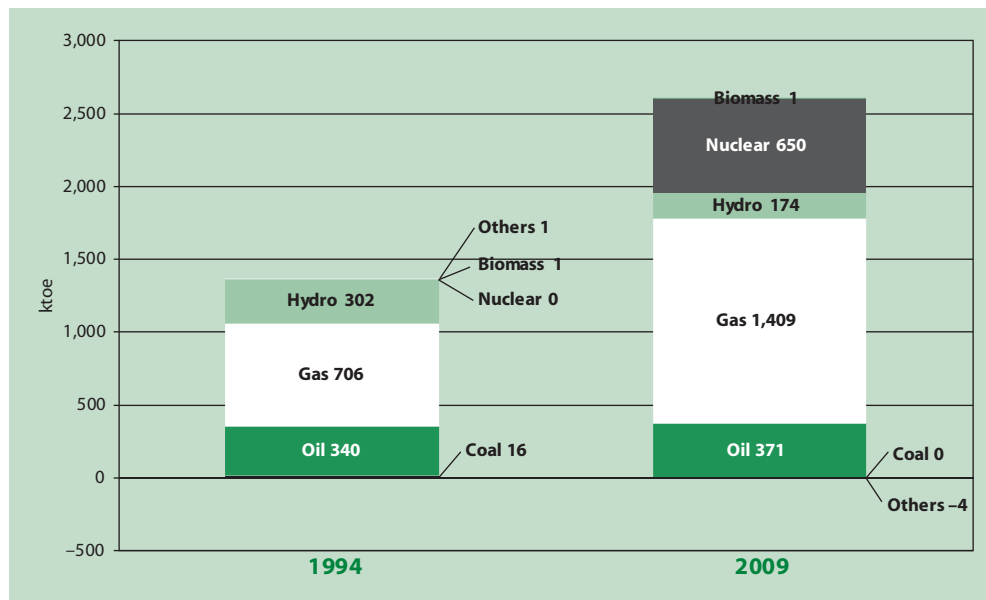 3,000
2,500
2,000
1,500
1,000
500
0
–500
ktoe
Others 1
Biomass 1
Nuclear 0
Hydro 302
Gas 706
Oil 340
Coal 16
1994
Biomass 1
Nuclear 650
Hydro 174
Gas 1,409
Oil 371
Coal 0
Others –4
2009